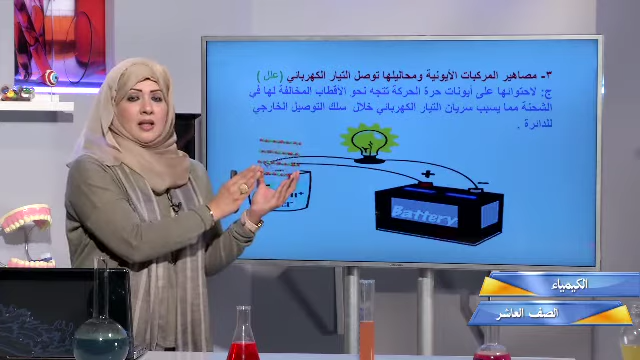 ٣- مصاهير المركبات الأيونية ومحاليلها توصل التيار الكهربائي ( علل )
ج: لاحتوائها على أيونات حرة الحركة تتجه نحو الأقطاب المخالفة لها في
الشحنة مما يسبب سريان التيار الكهربائي خلال سلك التوصيل الخارجي
للدائرة .
+
-
Battery
الكيمياء
الصف العاشر